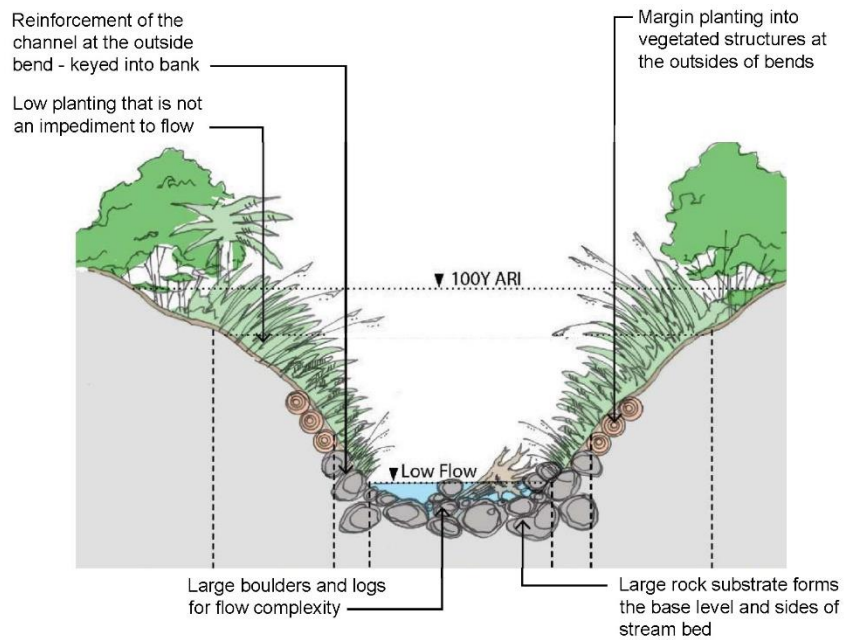 Reinforcement of the
channel at the outside
bend - keyed into bank
Low planting that is not
an impediment to flow
Margin planting into
vegetated structures at
the outsides of bends
100Y ARI
Low Flow
Large boulders and logs
for flow complexity
Large rock substrate forms
the base level and sides of
stream bed